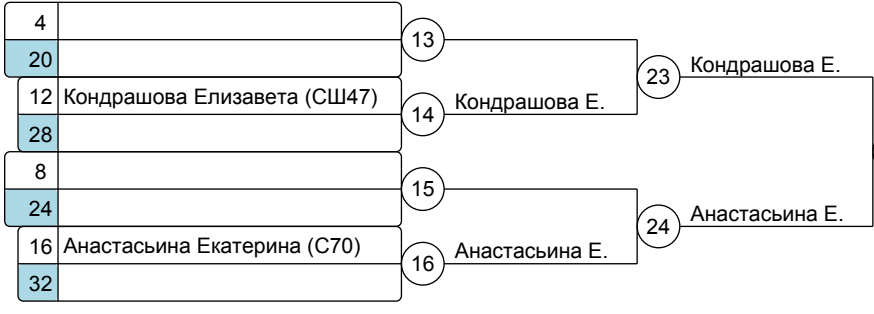 4
13
20
23 Кондрашова Е.
12 Кондрашова Елизавета (СШ47)
14 Кондрашова Е.
28
8
15
24
24 Анастасьина Е.
16 Анастасьина Екатерина (С70)
16 Анастасьина Е.
32